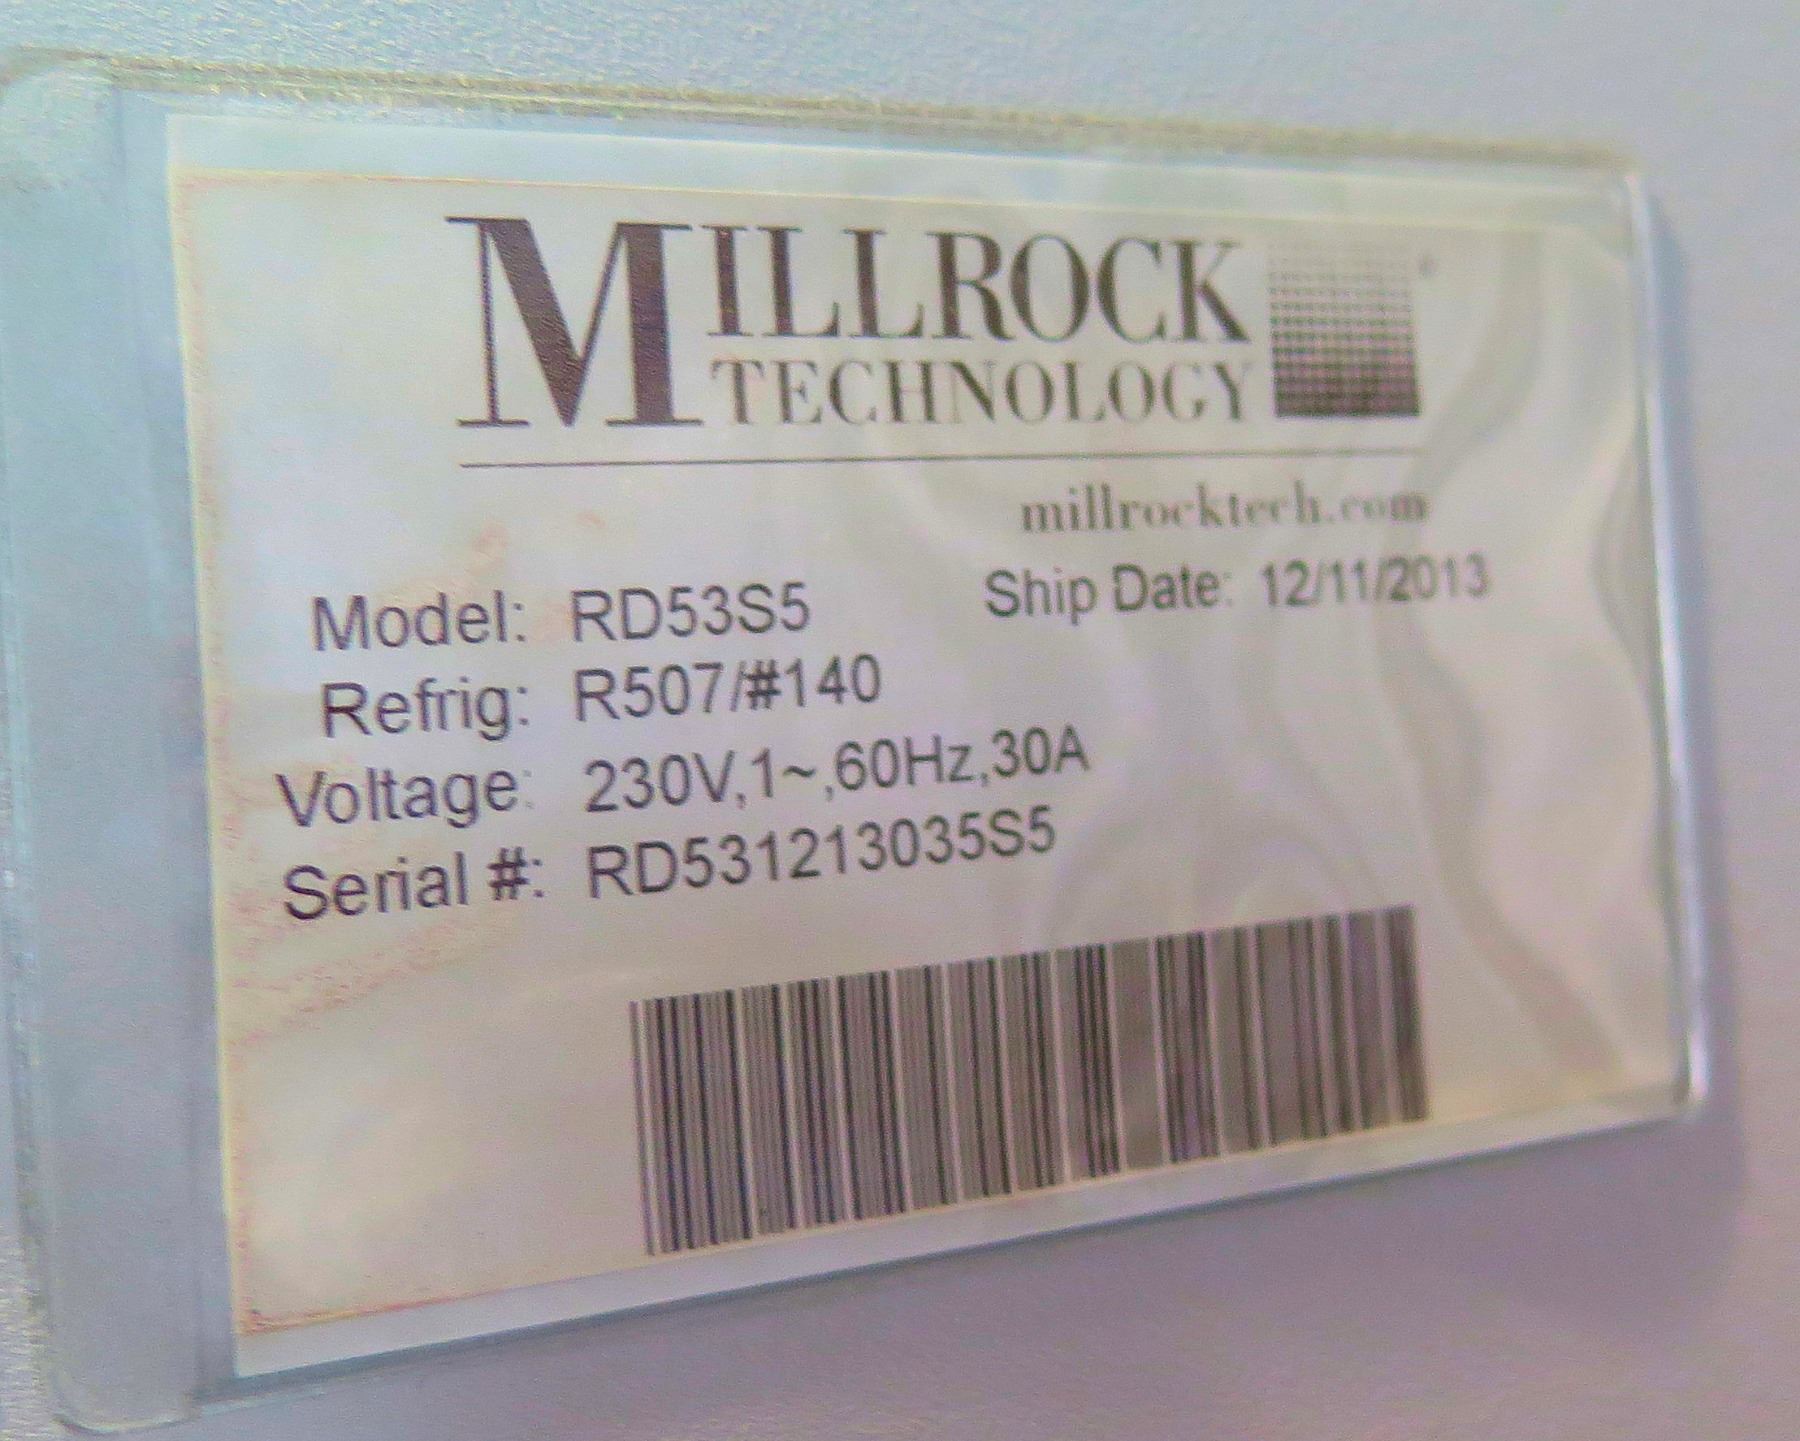 MILLROCK
TECHNOLOGY ®
millrocktech.com
Model: RD53S5 Ship Date: 12/11/2013
Refrig: R507/#140
Voltage: 230V,1~,60Hz,30A
Serial #: RD531213035S5